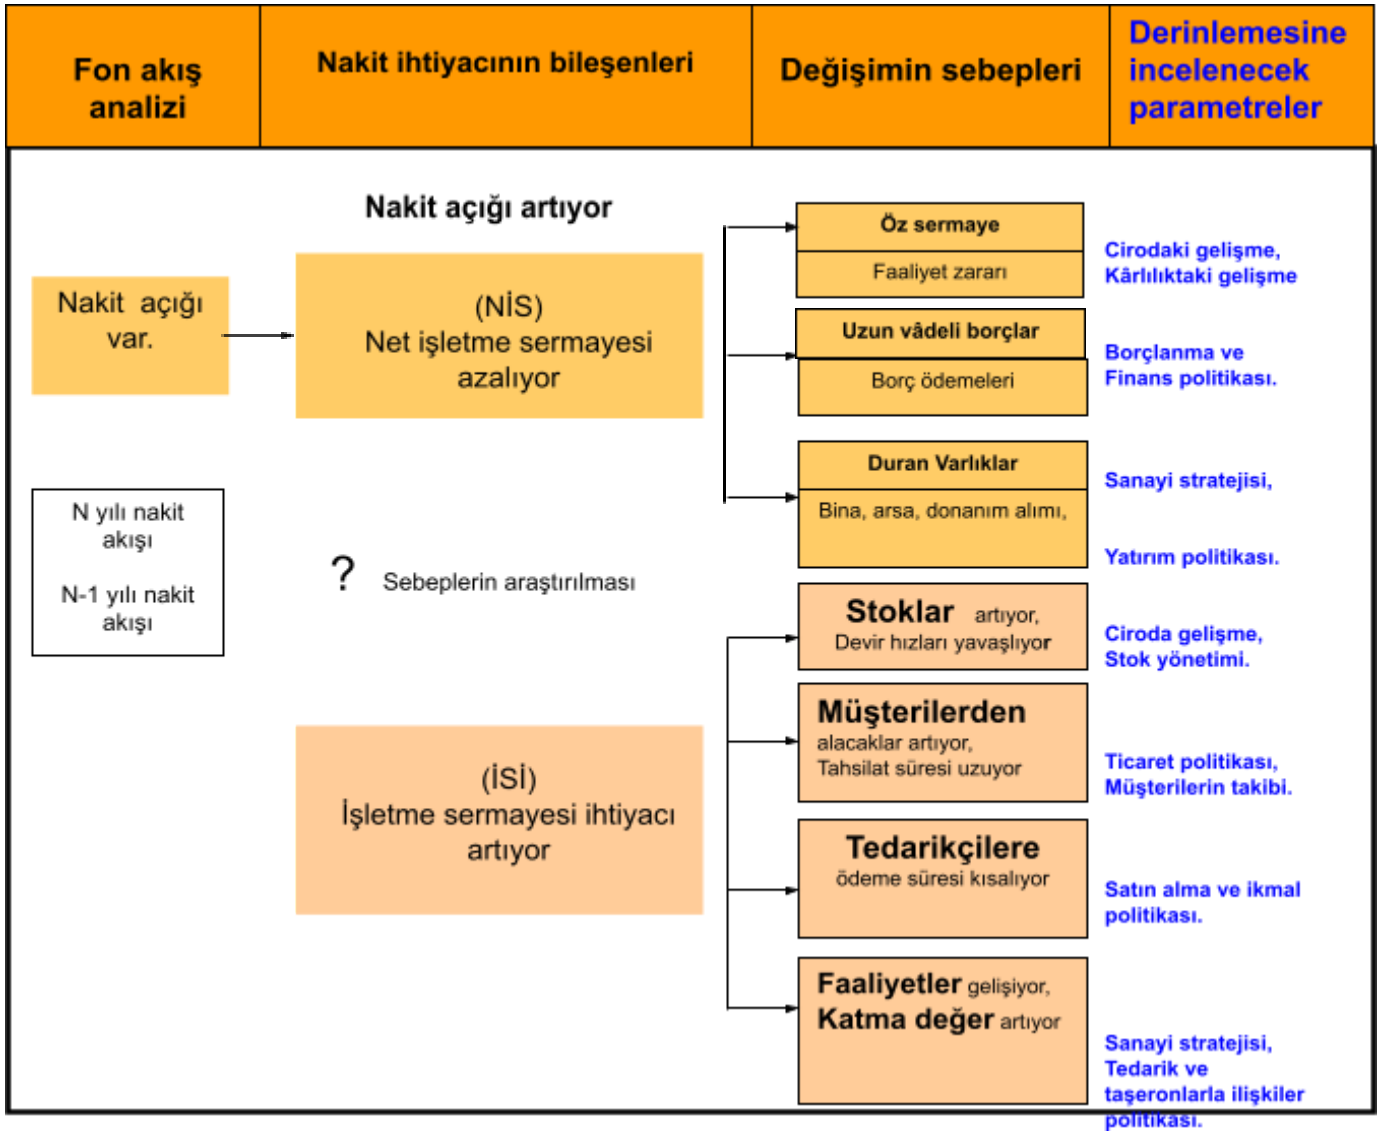 Fon akış
analizi
Nakit ihtiyacının bileşenleri
Değişimin sebepleri
Derinlemesine
incelenecek
parametreler
Nakit açığı artıyor
Nakit açığı
var.
(NİS)
Net işletme sermayesi
azalıyor
Öz sermaye
Faaliyet zararı
Cirodaki gelişme,
Kârlılıktaki gelişme
Uzun vâdeli borçlar
Borç ödemeleri
Borçlanma ve
Finans politikası.
Duran Varlıklar
Bina, arsa, donanım alımı,
Sanayi stratejisi,
Yatırım politikası.
N yılı nakit
akışı
N-1 yılı nakit
akışı
? Sebeplerin araştırılması
Stoklar artıyor,
Devir hızları yavaşlıyor
Ciroda gelişme,
Stok yönetimi.
(İSİ)
İşletme sermayesi ihtiyacı
artıyor
Müşterilerden
alacaklar artıyor,
Tahsilat süresi uzuyor
Ticaret politikası,
Müşterilerin takibi.
Tedarikçilere
ödeme süresi kısalıyor
Satın alma ve ikmal
politikası.
Faaliyetler gelişiyor,
Katma değer artıyor
Sanayi stratejisi,
Tedarik ve
taşeronlarla ilişkiler
politikası.